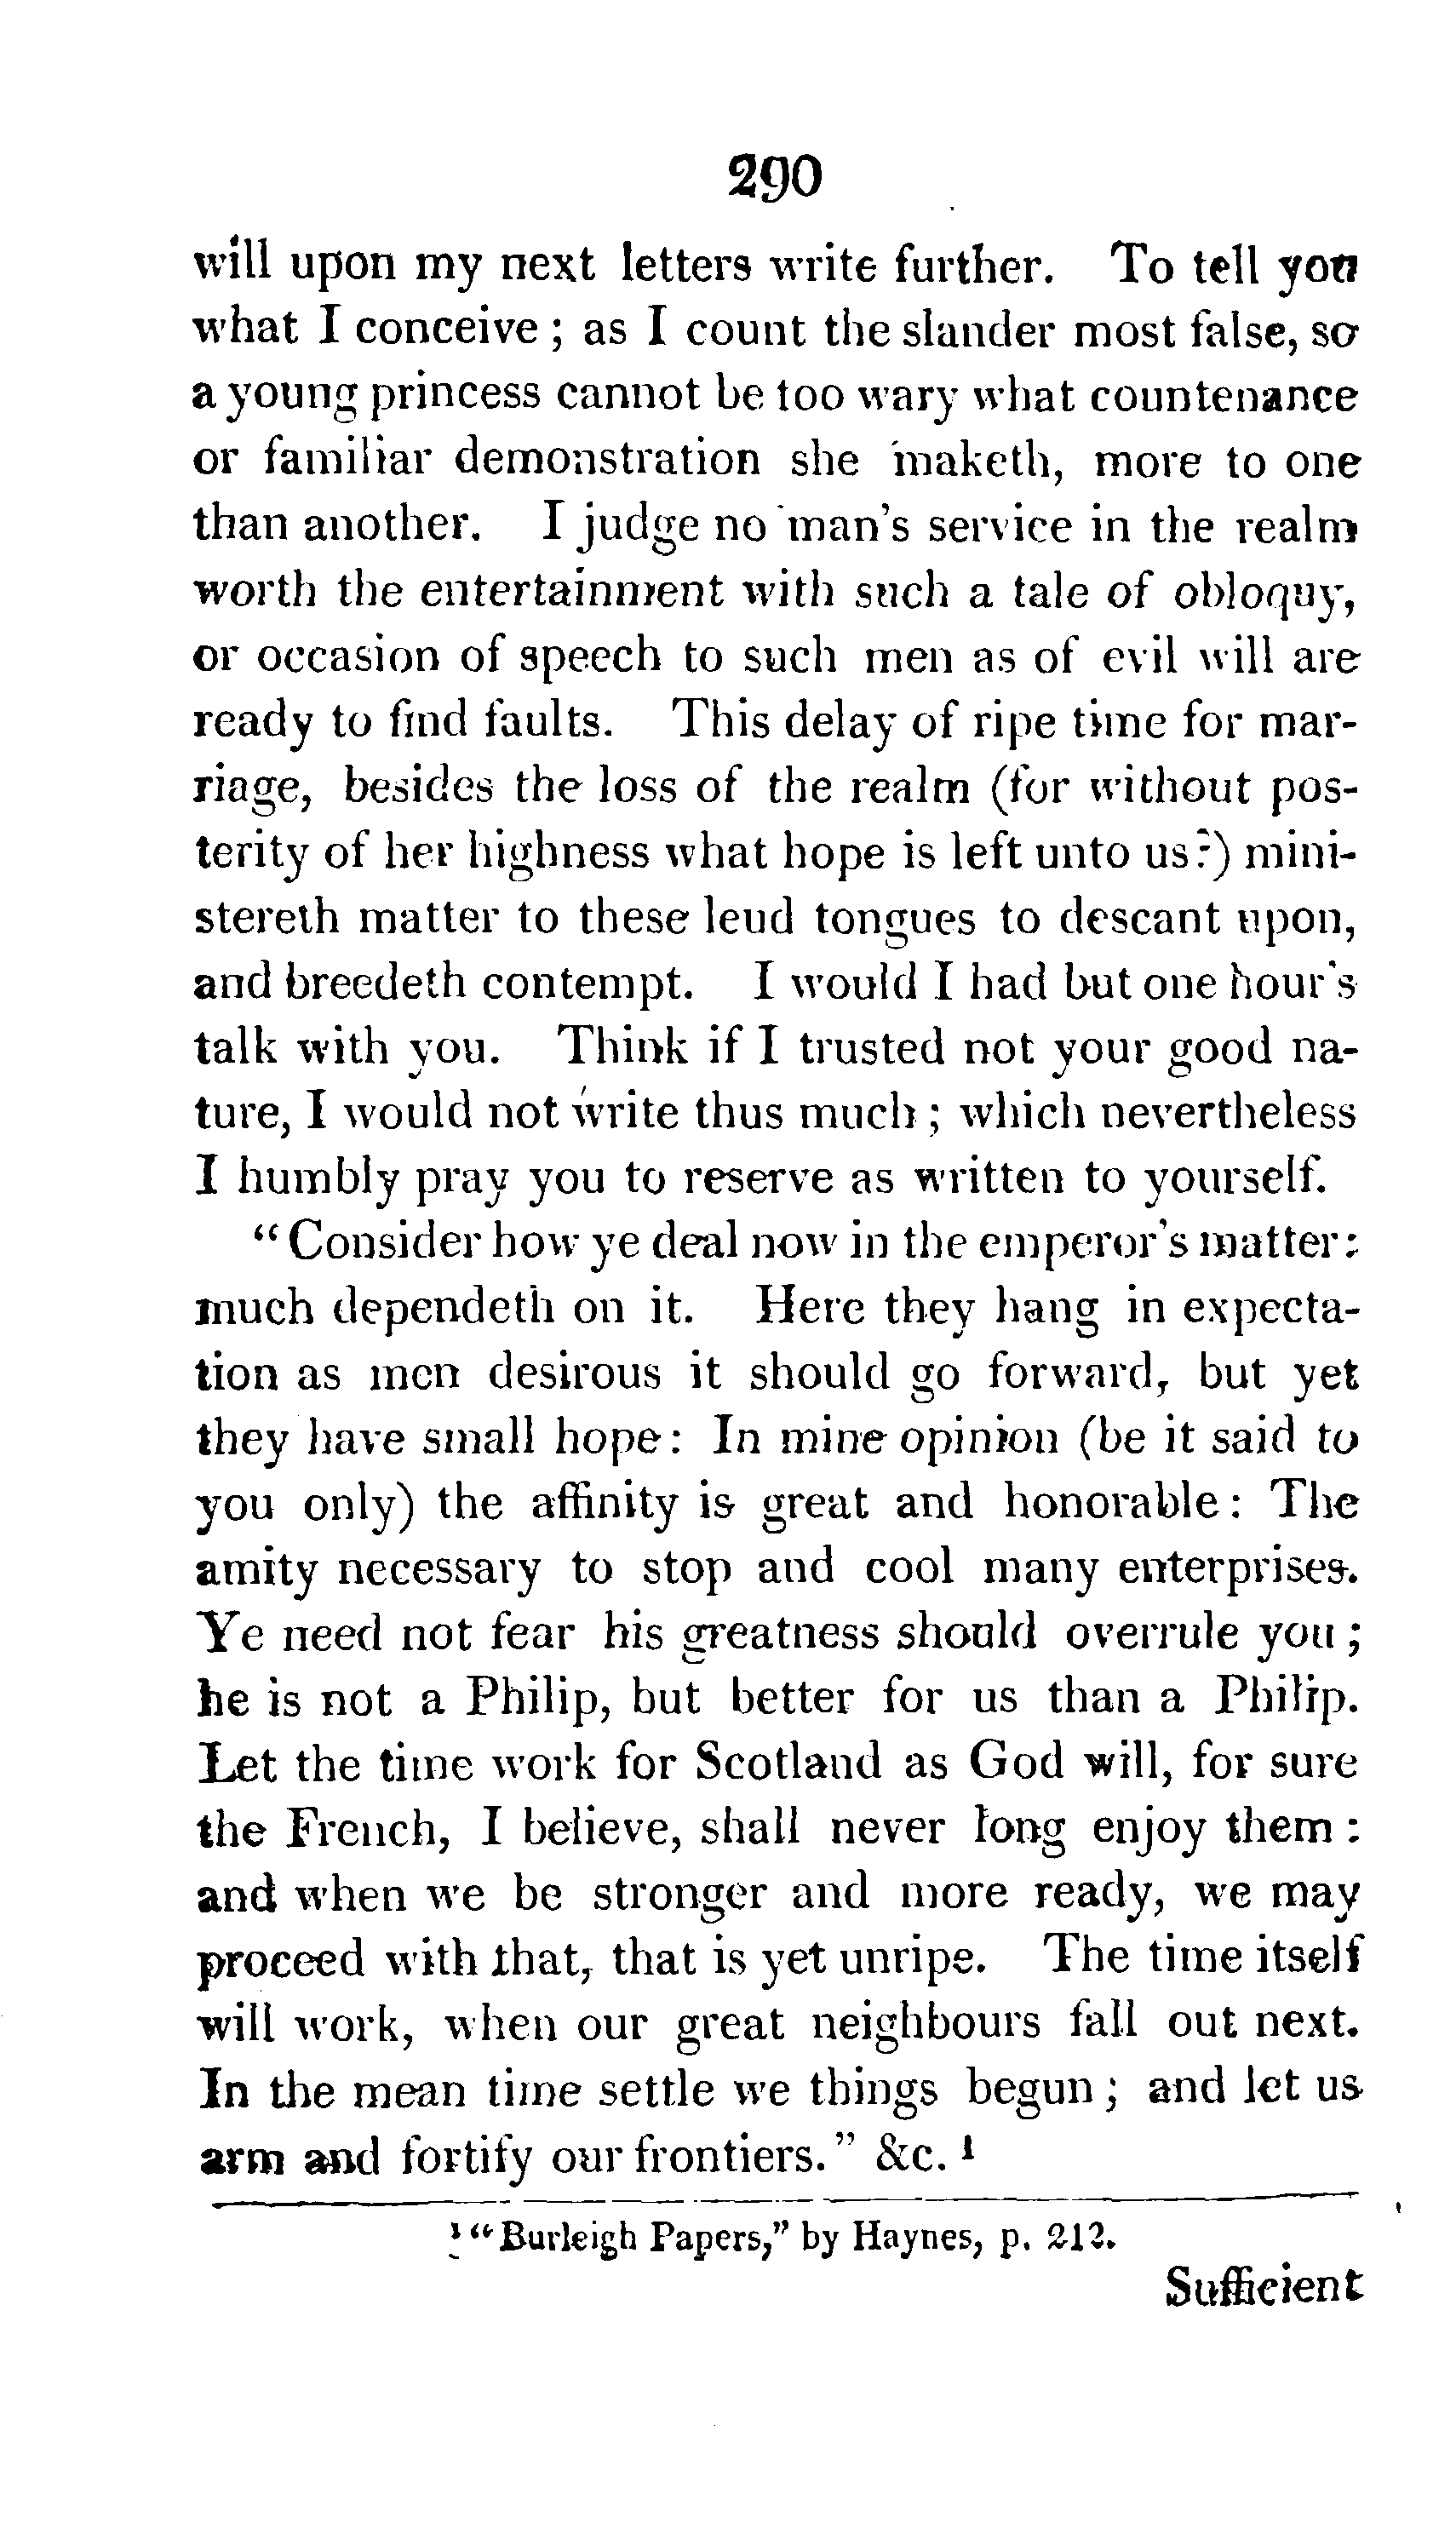 290
will upon my next letters write further. To tell you
what I conceive ; as I count the slander most false, so
a young princess cannot be too wary what countenance
or familiar demonstration she maketh, more to one
than another. I judge no man's service in the realm
worth the entertainment with such a tale of obloquy,
or occasion of speech to such men as of evil will are
ready to find faults. This delay of ripe time for mar-
riage, besides the loss of the realm (for without pos-
terity of her highness what hope is left unto us?) mini-
stereth matter to these leud tongues to descant upon,
and breedeth contempt. I would I had but one hour's
talk with you. Think if I trusted not your good na-
ture, I would not write thus much ; which nevertheless
I humbly pray you to reserve as written to yourself.
“ Consider how ye deal now in the emperor's matter :
much dependeth on it. Here they hang in expecta-
tion as men desirous it should go forward, but yet
they have small hope : In mine opinion (be it said to
you only) the affinity is great and honorable : The
amity necessary to stop and cool many enterprises.
Ye need not fear his greatness should overrule you ;
he is not a Philip, but better for us than a Philip.
Let the time work for Scotland as God will, for sure
the French, I believe, shall never long enjoy them :
and when we be stronger and more ready, we may
proceed with that, that is yet unripe. The time itself
will work, when our great neighbours fall out next.
In the mean time settle we things begun ; and let us
arm and fortify our frontiers. ” &c. ¹
¹ “ Burleigh Papers,” by Haynes, p. 212.
Sufficient